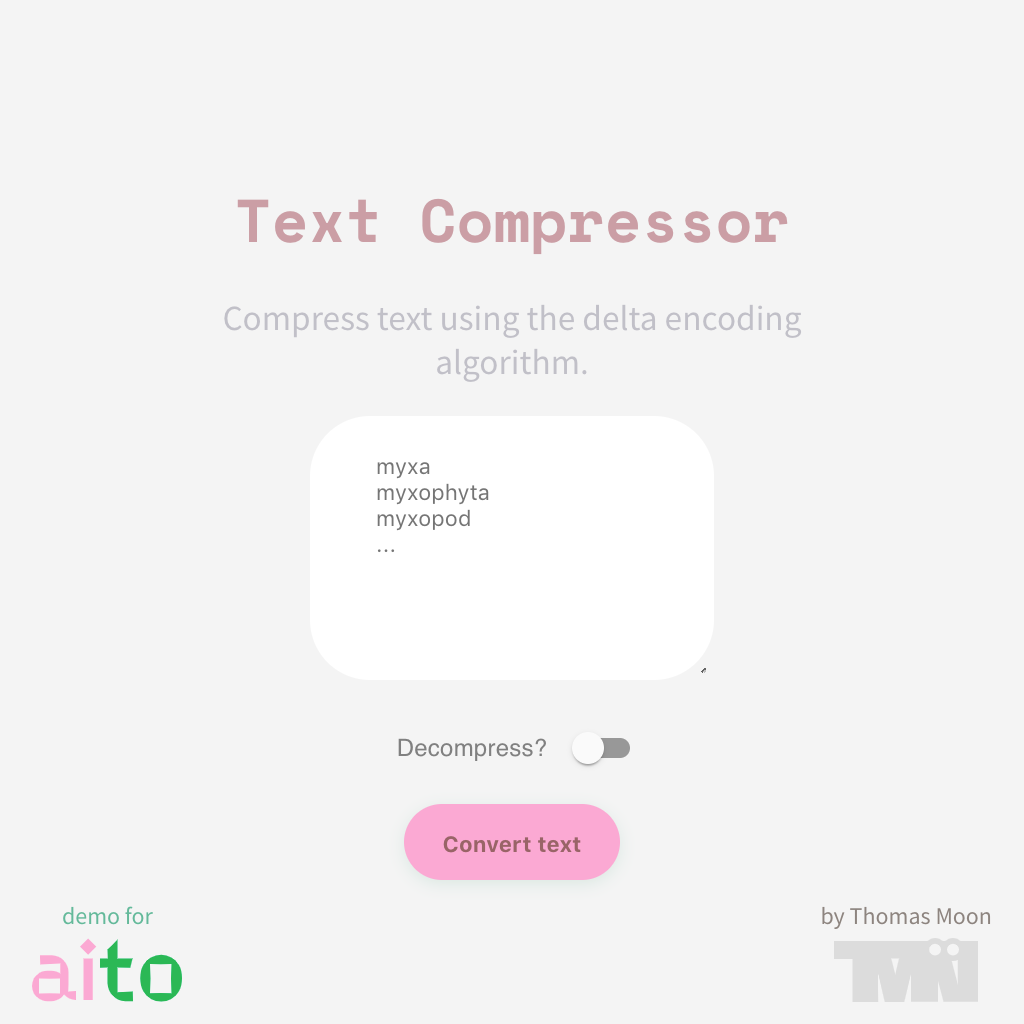 Text Compressor
Compress text using the delta encoding
algorithm.
myxa
myxophyta
myxopod
...
Decompress?
Convert text
demo for
aito
by Thomas Moon
TMN